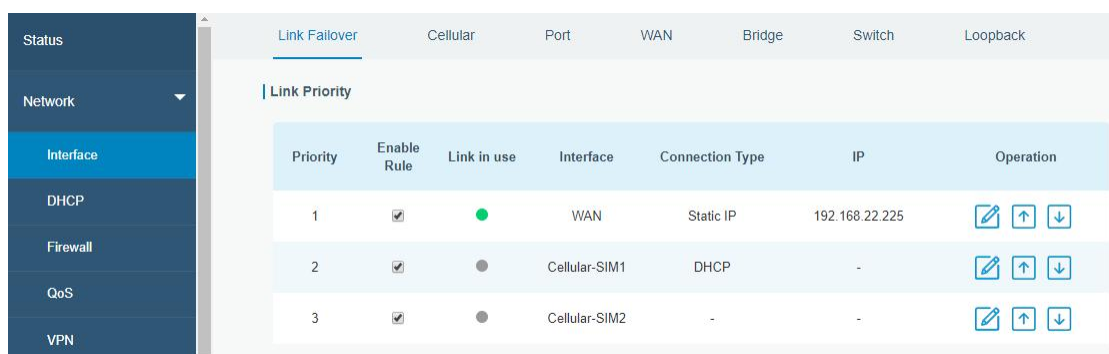 Status
Network
Interface
DHCP
Firewall
QoS
VPN
Link Failover Cellular Port WAN Bridge Switch Loopback
Link Priority
Priority Enable Rule Link in use Interface Connection Type IP Operation
1 WAN Static IP 192.168.22.225
2 Cellular-SIM1 DHCP -
3 Cellular-SIM2 - -